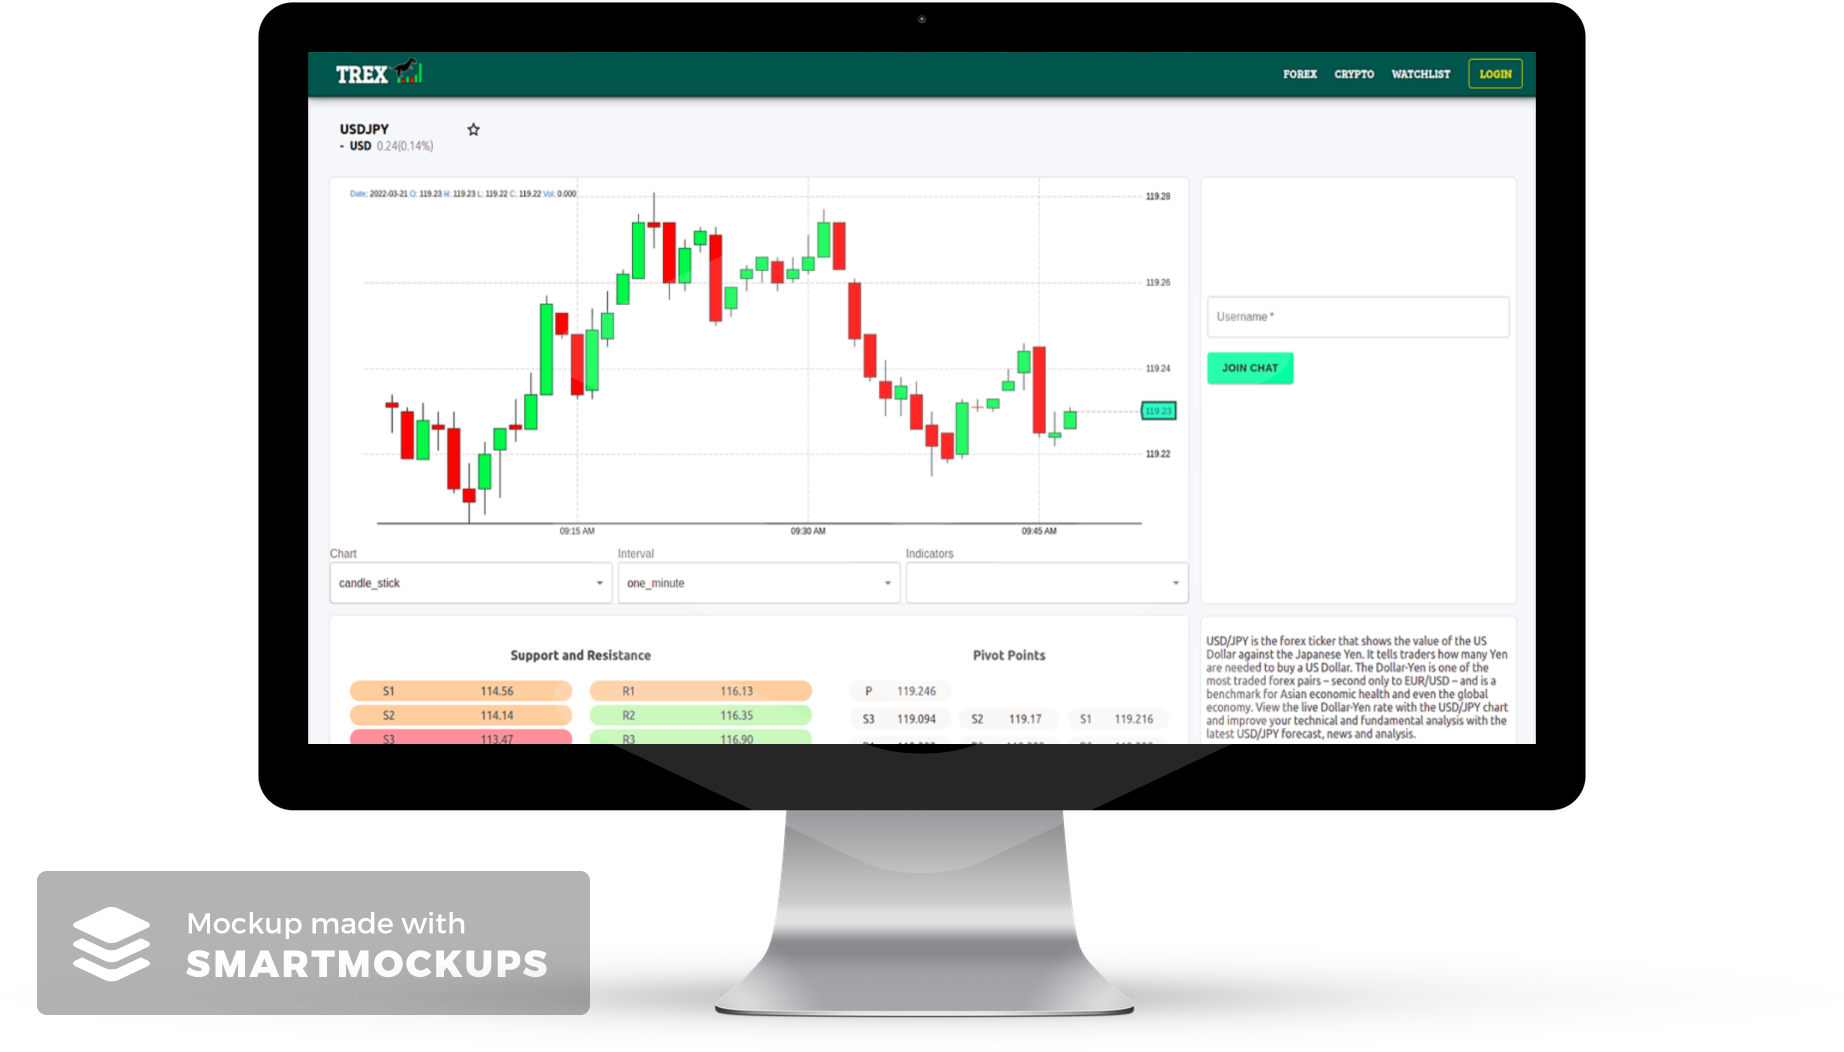 TREX
FOREX CRYPTO WATCHLIST LOGIN
USDJPY
- USD 0.24(0.14%)
Date: 2022-03-21 O: 119.23 H: 119.23 L: 119.22 C: 119.22 Vol: 0.000
119.28
119.26
119.24
119.23
119.22
09:15 AM 09:30 AM 09:45 AM
Chart Interval Indicators
candle_stick one_minute
Username *
JOIN CHAT
Support and Resistance
S1 114.56 R1 116.13
S2 114.14 R2 116.35
S3 113.47 R3 116.90
Pivot Points
P 119.246
S3 119.094 S2 119.17 S1 119.216
USD/JPY is the forex ticker that shows the value of the US
Dollar against the Japanese Yen. It tells traders how many Yen
are needed to buy a US Dollar. The Dollar-Yen is one of the
most traded forex pairs – second only to EUR/USD – and is a
benchmark for Asian economic health and even the global
economy. View the live Dollar-Yen rate with the USD/JPY chart
and improve your technical and fundamental analysis with the
latest USD/JPY forecast, news and analysis.
Mockup made with
SMARTMOCKUPS